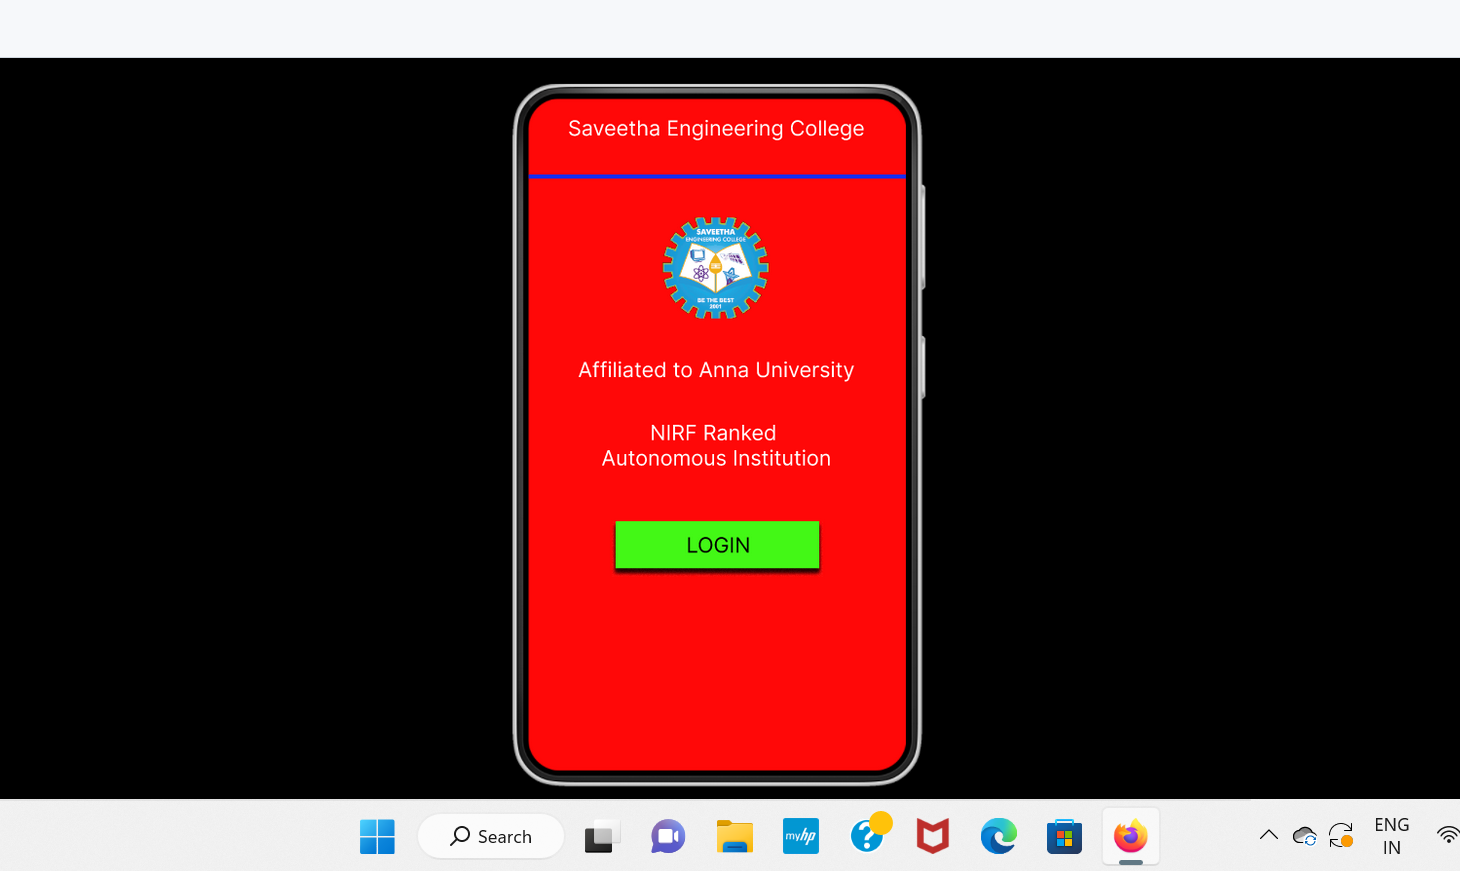 Saveetha Engineering College
SAVEETHA
ENGINEERING COLLEGE
BE THE BEST
2001
Affiliated to Anna University
NIRF Ranked
Autonomous Institution
LOGIN
Search
myhp
?
ENG
IN